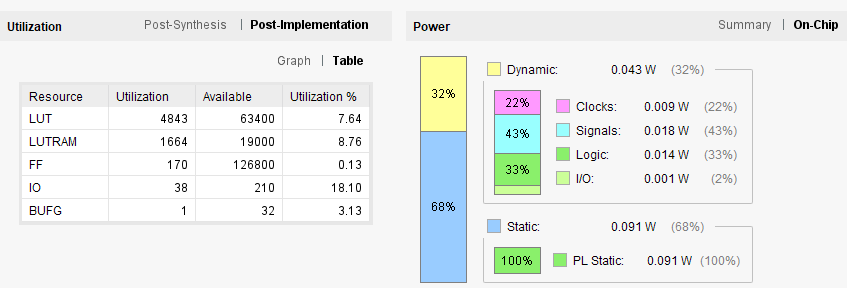 Utilization Post-Synthesis | Post-Implementation
Graph | Table
Resource Utilization Available Utilization %
LUT 4843 63400 7.64
LUTRAM 1664 19000 8.76
FF 170 126800 0.13
IO 38 210 18.10
BUFG 1 32 3.13
Power Summary | On-Chip
32%
68%
Dynamic: 0.043 W (32%)
22% Clocks: 0.009 W (22%)
43% Signals: 0.018 W (43%)
33% Logic: 0.014 W (33%)
I/O: 0.001 W (2%)
Static: 0.091 W (68%)
100% PL Static: 0.091 W (100%)